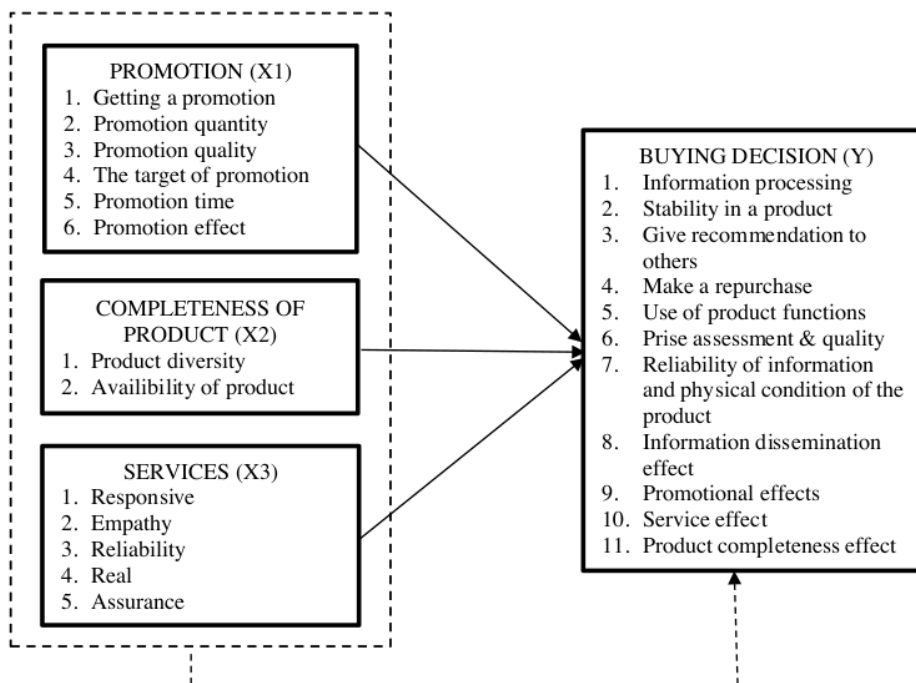 PROMOTION (X1)
1. Getting a promotion
2. Promotion quantity
3. Promotion quality
4. The target of promotion
5. Promotion time
6. Promotion effect
COMPLETENESS OF
PRODUCT (X2)
1. Product diversity
2. Availibility of product
SERVICES (X3)
1. Responsive
2. Empathy
3. Reliability
4. Real
5. Assurance
BUYING DECISION (Y)
1. Information processing
2. Stability in a product
3. Give recommendation to
others
4. Make a repurchase
5. Use of product functions
6. Prise assessment & quality
7. Reliability of information
and physical condition of the
product
8. Information dissemination
effect
9. Promotional effects
10. Service effect
11. Product completeness effect